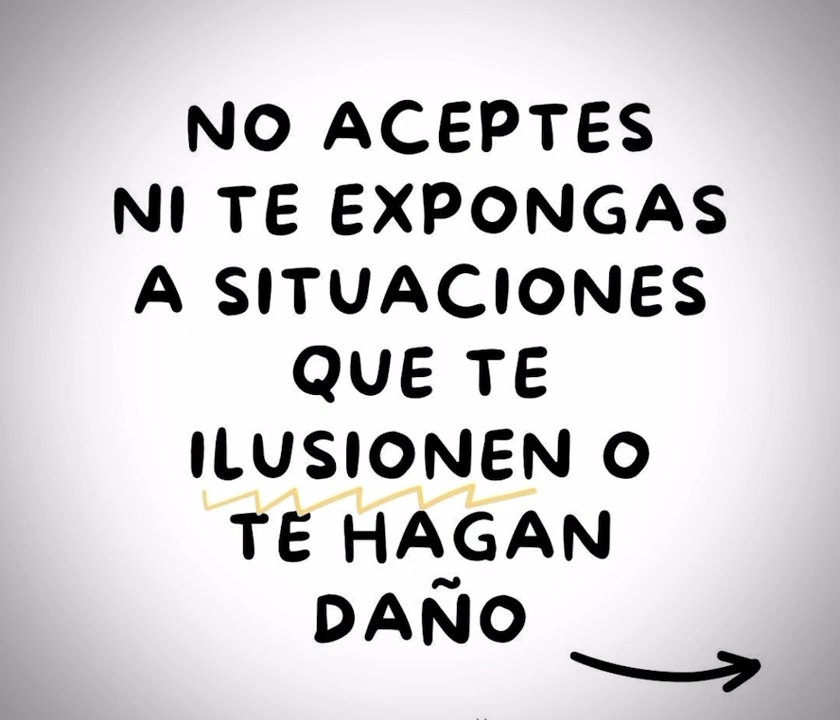 NO ACEPTES
NI TE EXPONGAS
A SITUACIONES
QUE TE
ILUSIONEN O
TE HAGAN
DAÑO